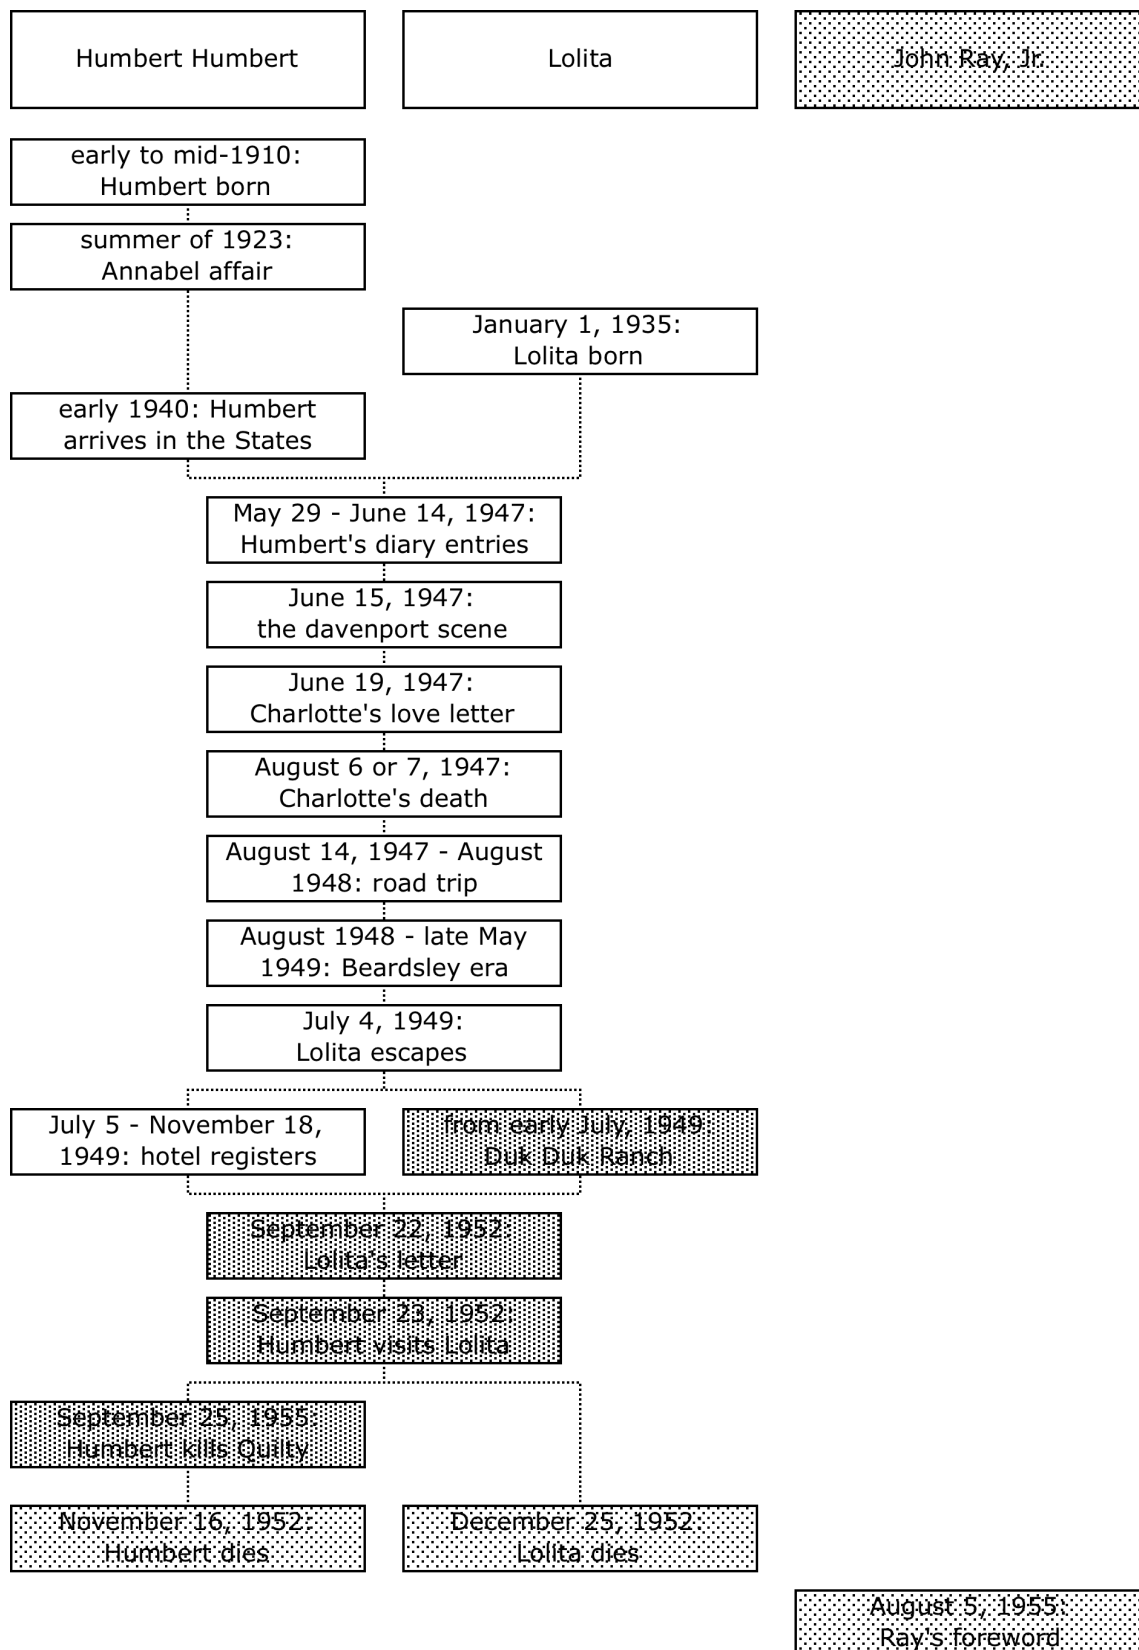 Humbert Humbert
Lolita
John Ray, Jr.
early to mid-1910:
Humbert born
summer of 1923:
Annabel affair
January 1, 1935:
Lolita born
early 1940: Humbert
arrives in the States
May 29 - June 14, 1947:
Humbert's diary entries
June 15, 1947:
the davenport scene
June 19, 1947:
Charlotte's love letter
August 6 or 7, 1947:
Charlotte's death
August 14, 1947 - August
1948: road trip
August 1948 - late May
1949: Beardsley era
July 4, 1949:
Lolita escapes
July 5 - November 18,
1949: hotel registers
from early July, 1949
Duk Duk Ranch
September 22, 1952:
Lolita's letter
September 23, 1952:
Humbert visits Lolita
September 25, 1955:
Humbert kills Quilty
November 16, 1952:
Humbert dies
December 25, 1952:
Lolita dies
August 5, 1955:
Ray's foreword